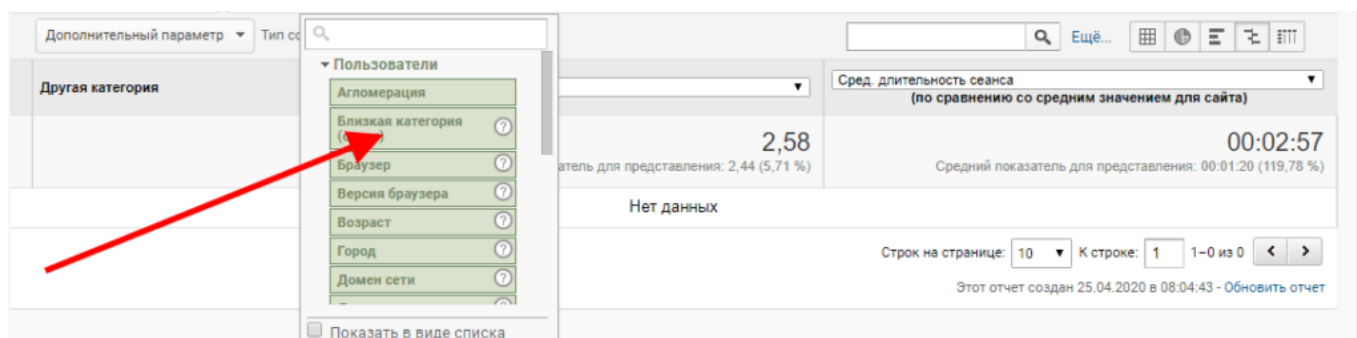 Дополнительный параметр Тип
Ещё...
Пользователи
Другая категория
Агломерация
Сред. длительность сеанса
(по сравнению со средним значением для сайта)
Близкая категория
2,58
00:02:57
Браузер
для представления: 2,44 (5,71 %)
Средний показатель для представления: 00:01:20 (119,78 %)
Версия браузера
Нет данных
Возраст
Город
Строк на странице: 10 К строке: 1 1–0 из 0
Домен сети
Этот отчет создан 25.04.2020 в 08:04:43 - Обновить отчет
Показать в виде списка